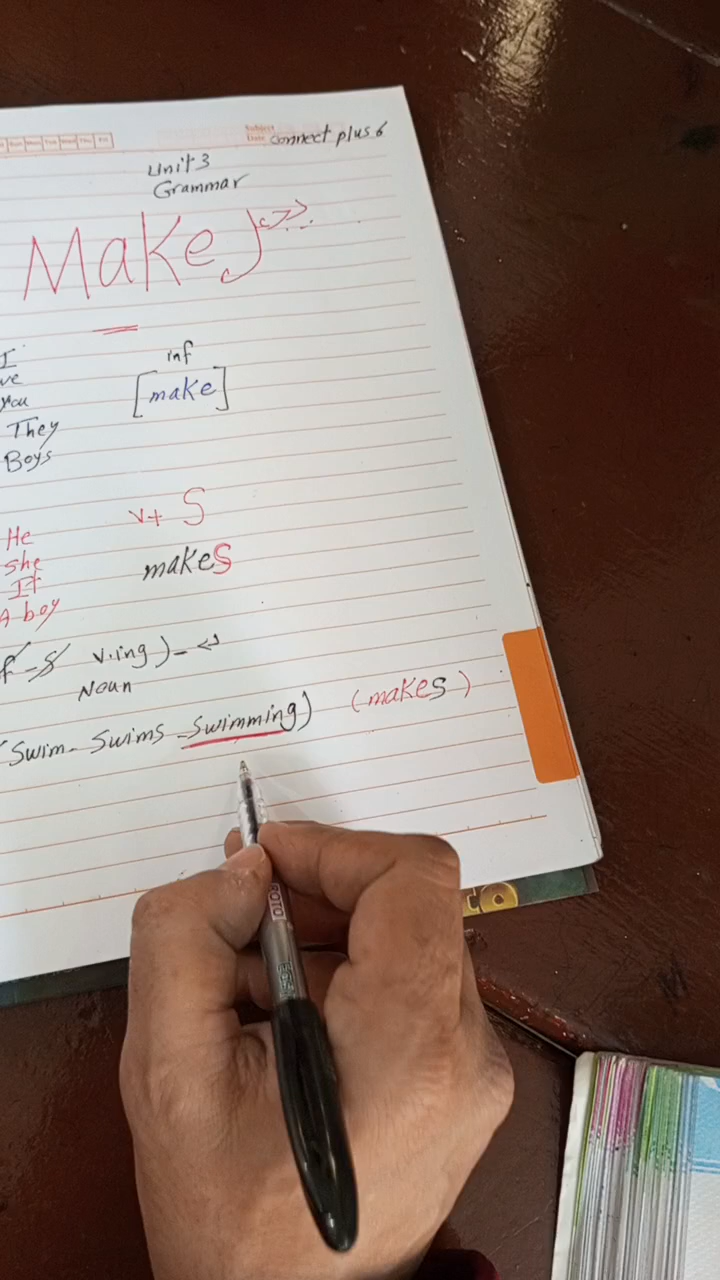 Subject
Date connect plus 6
Unit 3
Grammar
Make يجعل
I
we
you
They
Boys
inf
[make]
He
she
It
A boy
v+ S
makes
f - S v.ing) -
Noun
(Swim - Swims - Swimming) (makes)